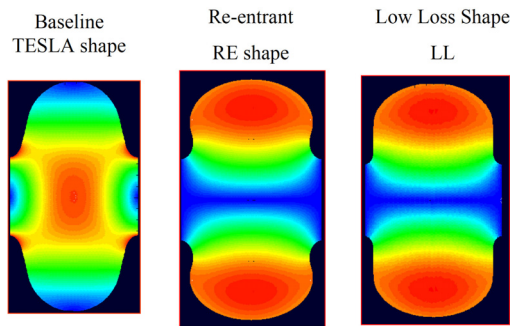 Baseline
TESLA shape
Re-entrant
RE shape
Low Loss Shape
LL